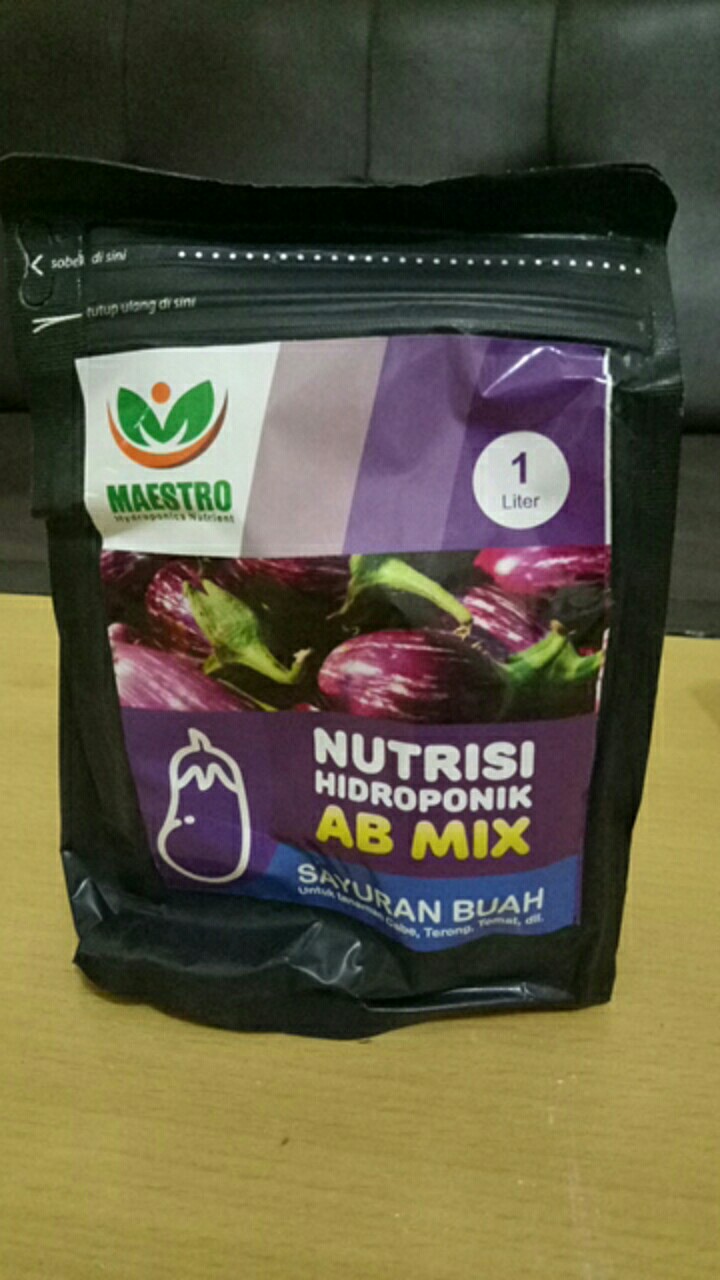 sobek di sini
tutup ulang di sini
MAESTRO
Hydroponics Nutrient
1
Liter
NUTRISI
HIDROPONIK
AB MIX
SAYURAN BUAH
Untuk tanaman Cabe, Terong, Tomat, dll.